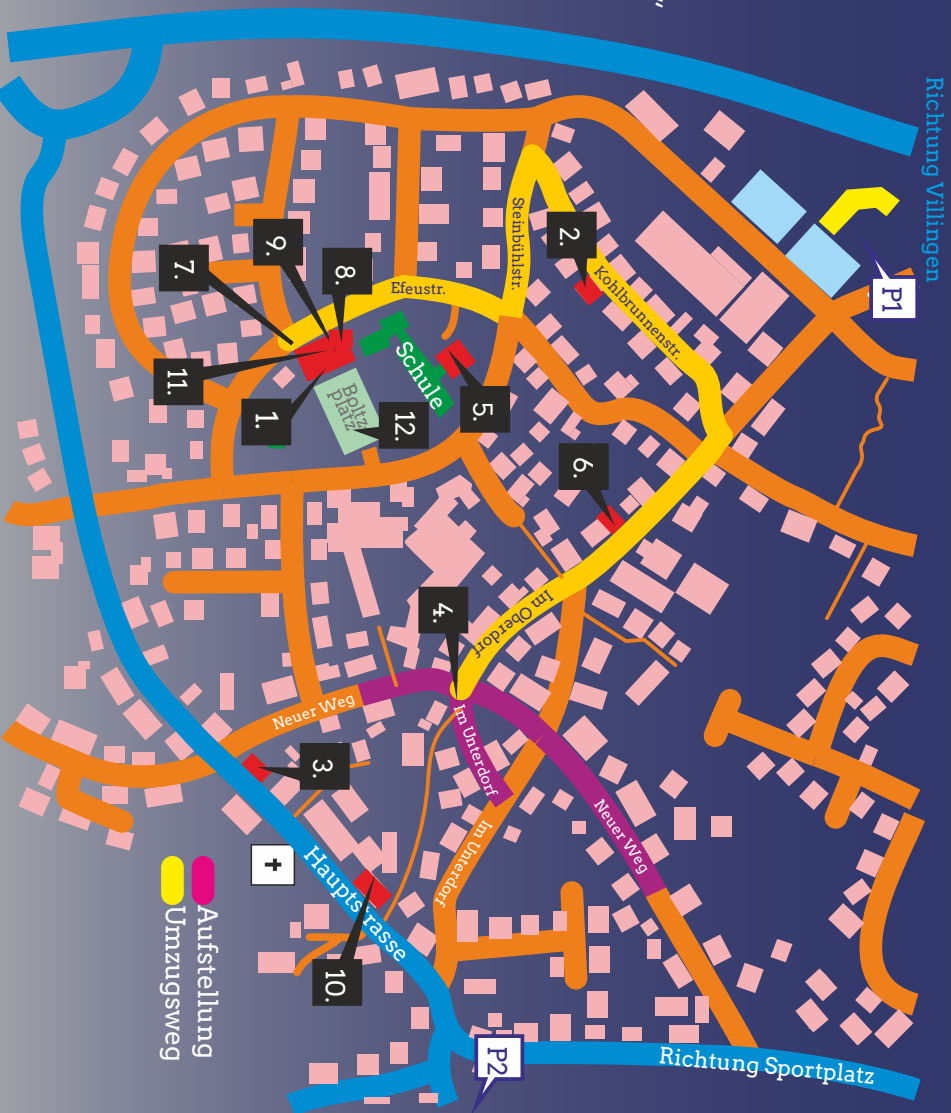 Richtung Villingen
P1
2.
9.
8.
7.
Steinbühlstr.
Kohlbrunnenstr.
Efeustr.
Schule
Boltz
platz
11.
1.
12.
5.
6.
4.
Im Oberdorf
Neuer Weg
Im Unterdorf
Neuer Weg
Im Unterdorf
3.
+
Hauptstrasse
10.
Aufstellung
Umzugsweg
P2
Richtung Sportplatz